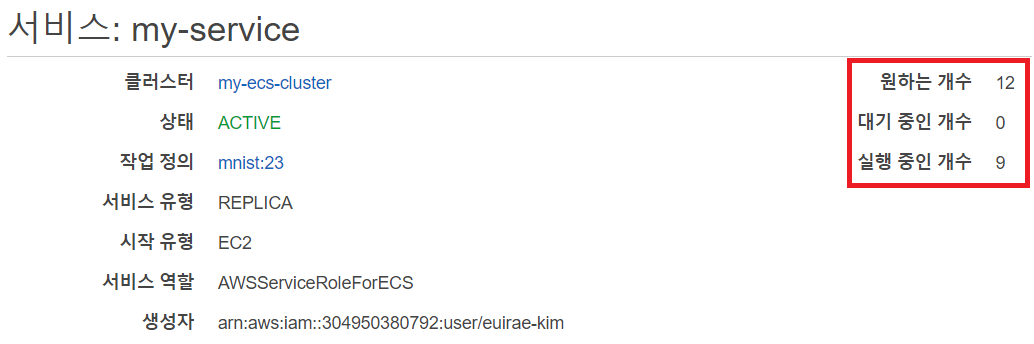 서비스: my-service
클러스터 my-ecs-cluster 원하는 개수 12
상태 ACTIVE 대기 중인 개수 0
작업 정의 mnist:23 실행 중인 개수 9
서비스 유형 REPLICA
시작 유형 EC2
서비스 역할 AWSServiceRoleForECS
생성자 arn:aws:iam::304950380792:user/euirae-kim